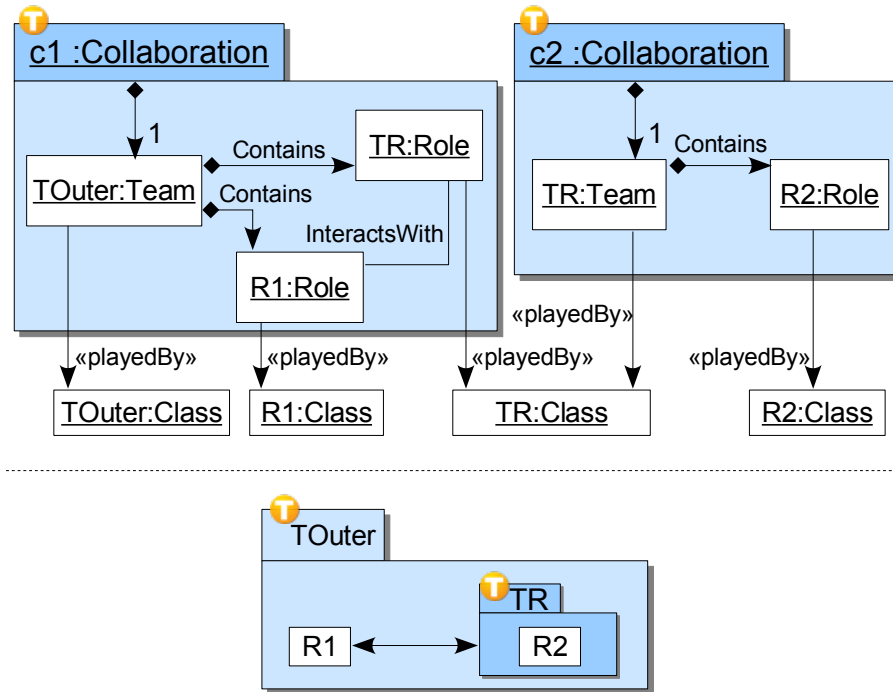 T
c1 :Collaboration
1
TOuter:Team
Contains
Contains
TR:Role
InteractsWith
R1:Role
«playedBy»
«playedBy»
«playedBy»
TOuter:Class
R1:Class
T
c2 :Collaboration
1
TR:Team
Contains
R2:Role
«playedBy»
«playedBy»
TR:Class
R2:Class
T
TOuter
R1
T
TR
R2